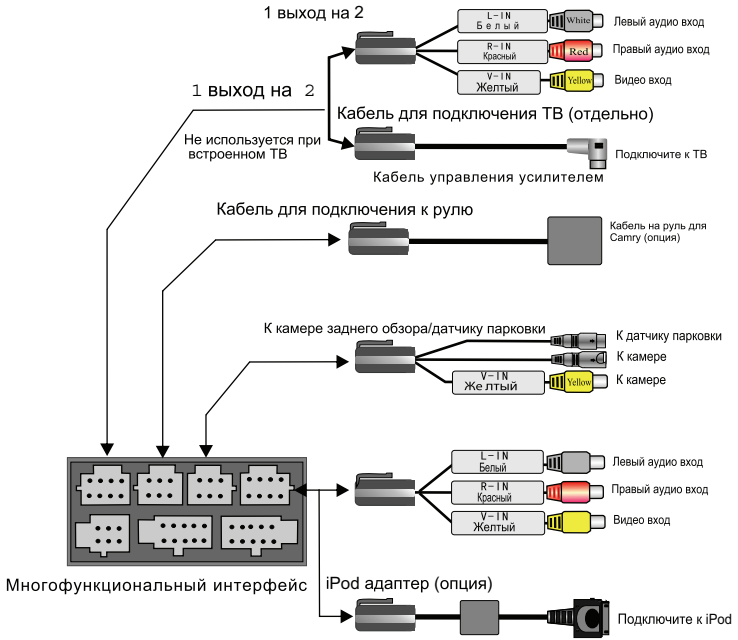 1 выход на 2
L-IN
Белый
White
Левый аудио вход
R-IN
Красный
Red
Правый аудио вход
V-IN
Желтый
Yellow
Видео вход
1 выход на 2
Кабель для подключения ТВ (отдельно)
Не используется при
встроенном ТВ
Подключите к ТВ
Кабель управления усилителем
Кабель для подключения к рулю
Кабель на руль для
Camry (опция)
К камере заднего обзора/датчику парковки
К датчику парковки
К камере
V-IN
Желтый
Yellow
К камере
L-IN
Белый
Левый аудио вход
R-IN
Красный
Правый аудио вход
V-IN
Желтый
Видео вход
Многофункциональный интерфейс
iPod адаптер (опция)
C
Подключите к iPod